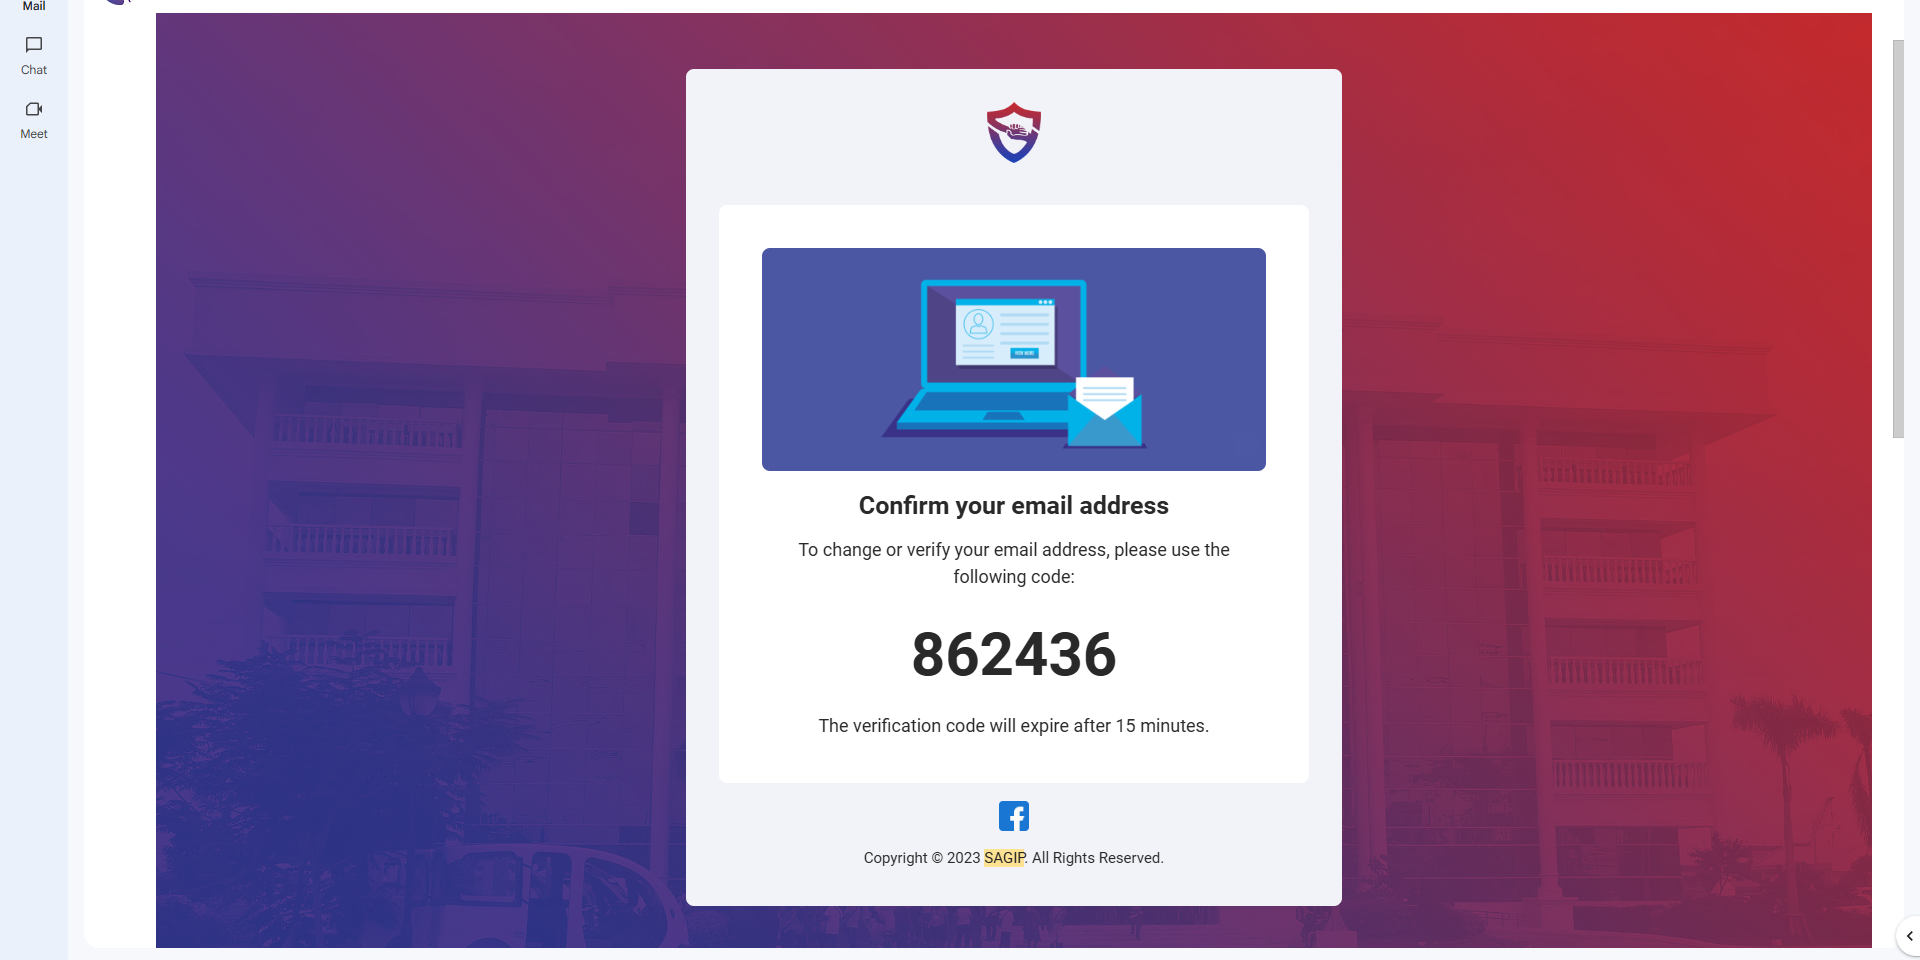 Mail
Chat
Meet
Confirm your email address
To change or verify your email address, please use the
following code:
862436
The verification code will expire after 15 minutes.
Copyright © 2023 SAGIP. All Rights Reserved.